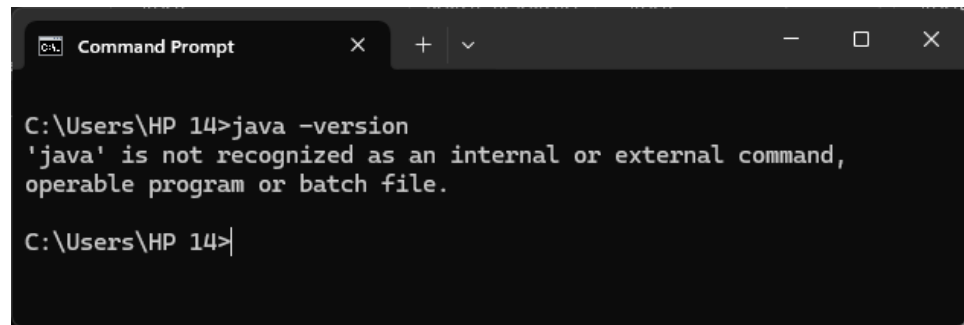 Command Prompt
C:\Users\HP 14>java -version
'java' is not recognized as an internal or external command,
operable program or batch file.
C:\Users\HP 14>